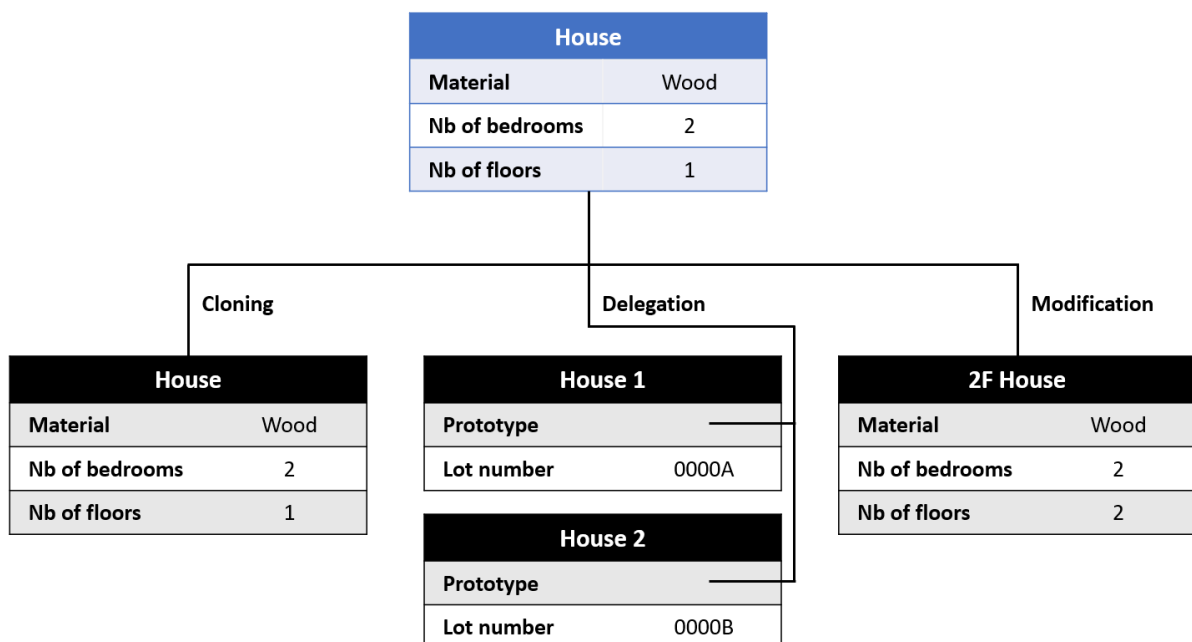 House
Material Wood
Nb of bedrooms 2
Nb of floors 1
Cloning
Delegation
Modification
House
Material Wood
Nb of bedrooms 2
Nb of floors 1
House 1
Prototype
Lot number 0000A
House 2
Prototype
Lot number 0000B
2F House
Material Wood
Nb of bedrooms 2
Nb of floors 2